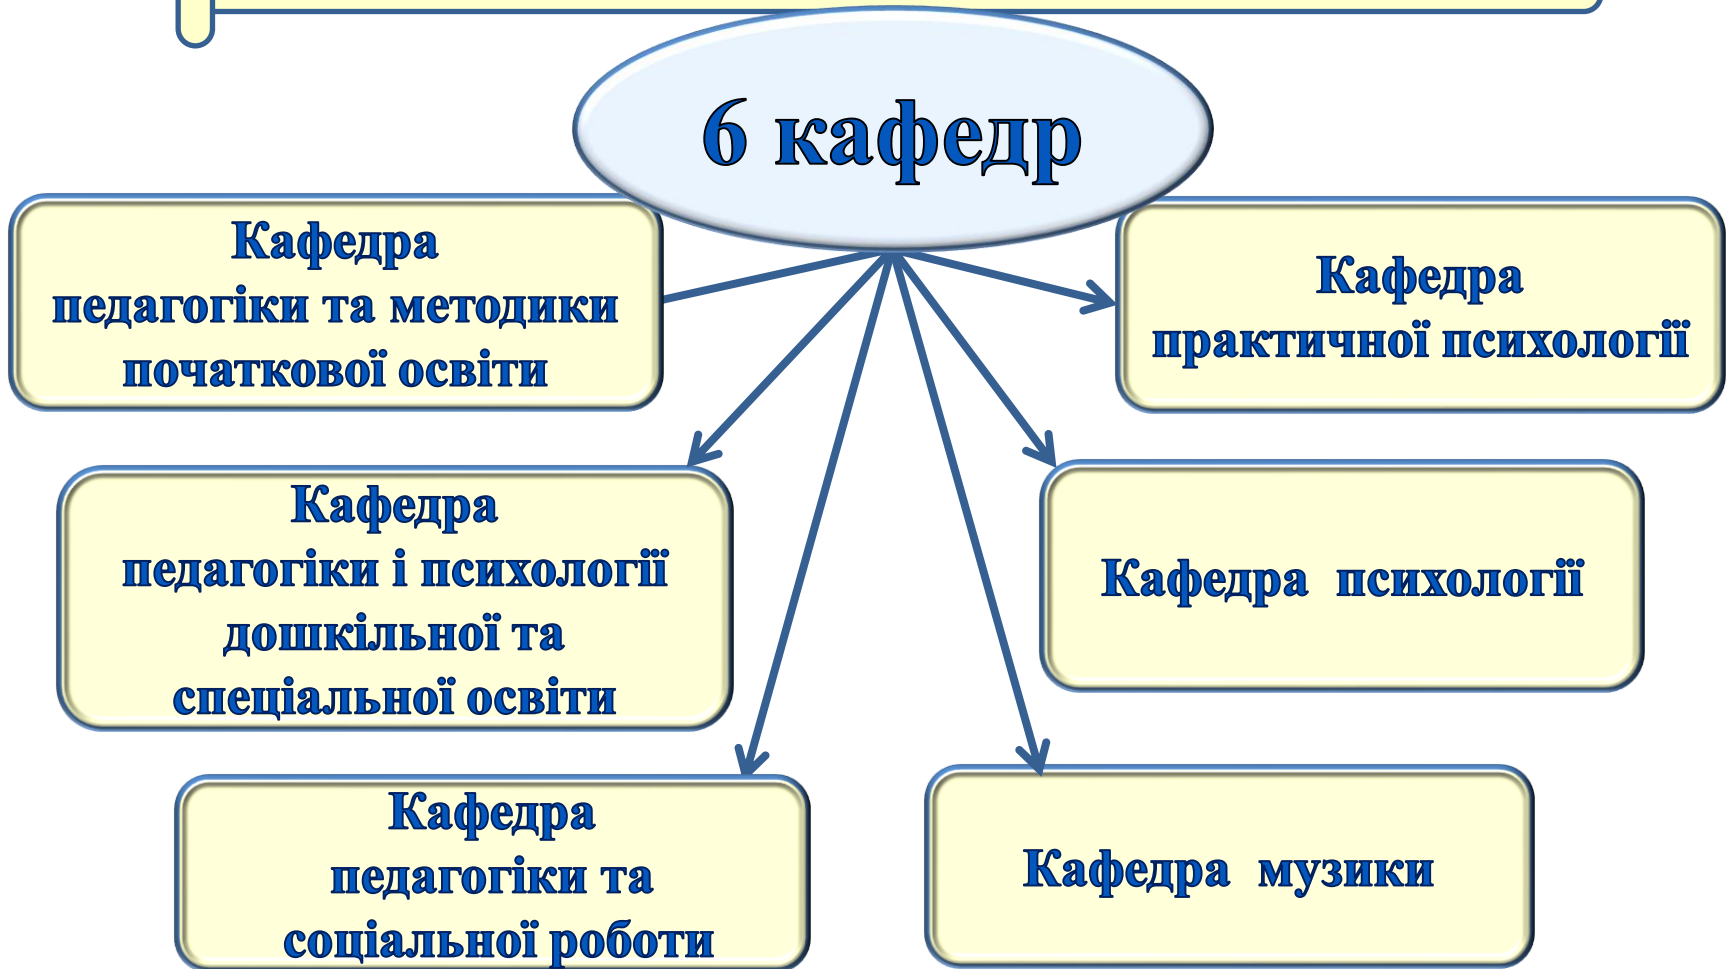 6 кафедр
Кафедра
педагогіки та методики
початкової освіти
Кафедра
практичної психології
Кафедра
педагогіки і психології
дошкільної та
спеціальної освіти
Кафедра  психології
Кафедра
педагогіки та
соціальної роботи
Кафедра  музики